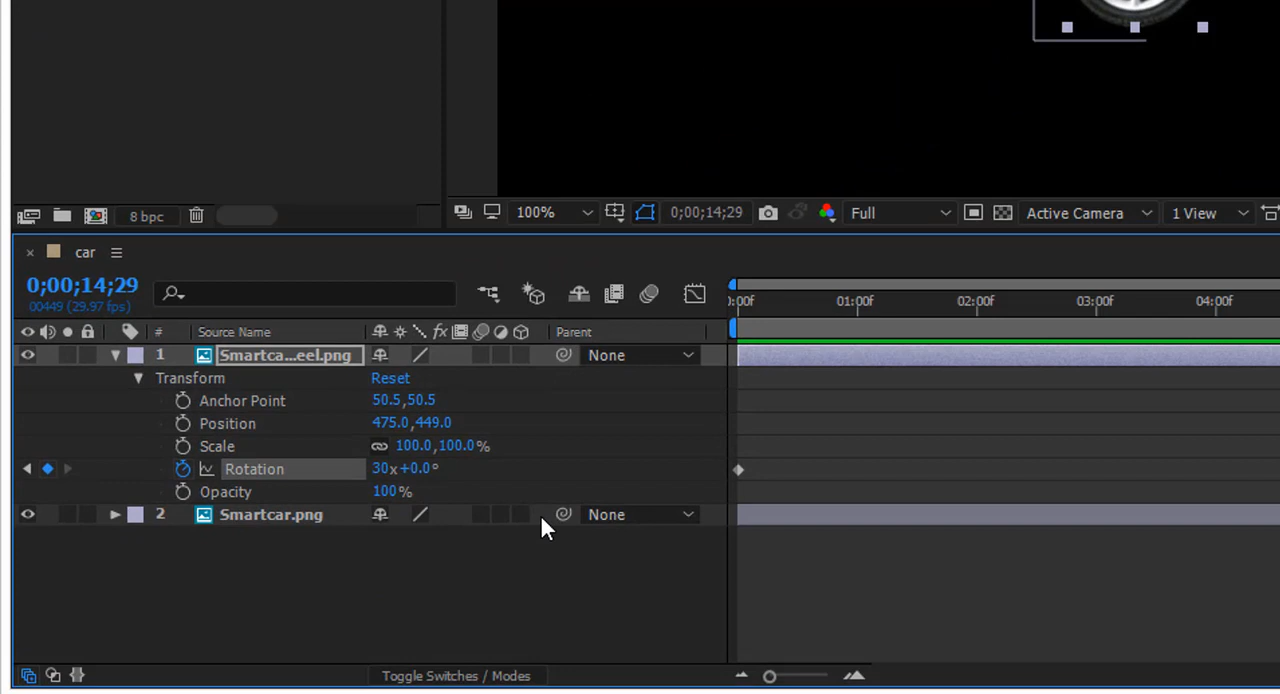 8 bpc
100%
0;00;14;29
Full
Active Camera
1 View
car
0;00;14;29
00449 (29.97 fps)
:00f 01:00f 02:00f 03:00f 04:00f
# Source Name fx Parent
1 Smartca...eel.png None
Transform Reset
Anchor Point 50.5,50.5
Position 475.0,449.0
Scale 100.0,100.0%
Rotation 30x+0.0°
Opacity 100%
2 Smartcar.png None
Toggle Switches / Modes